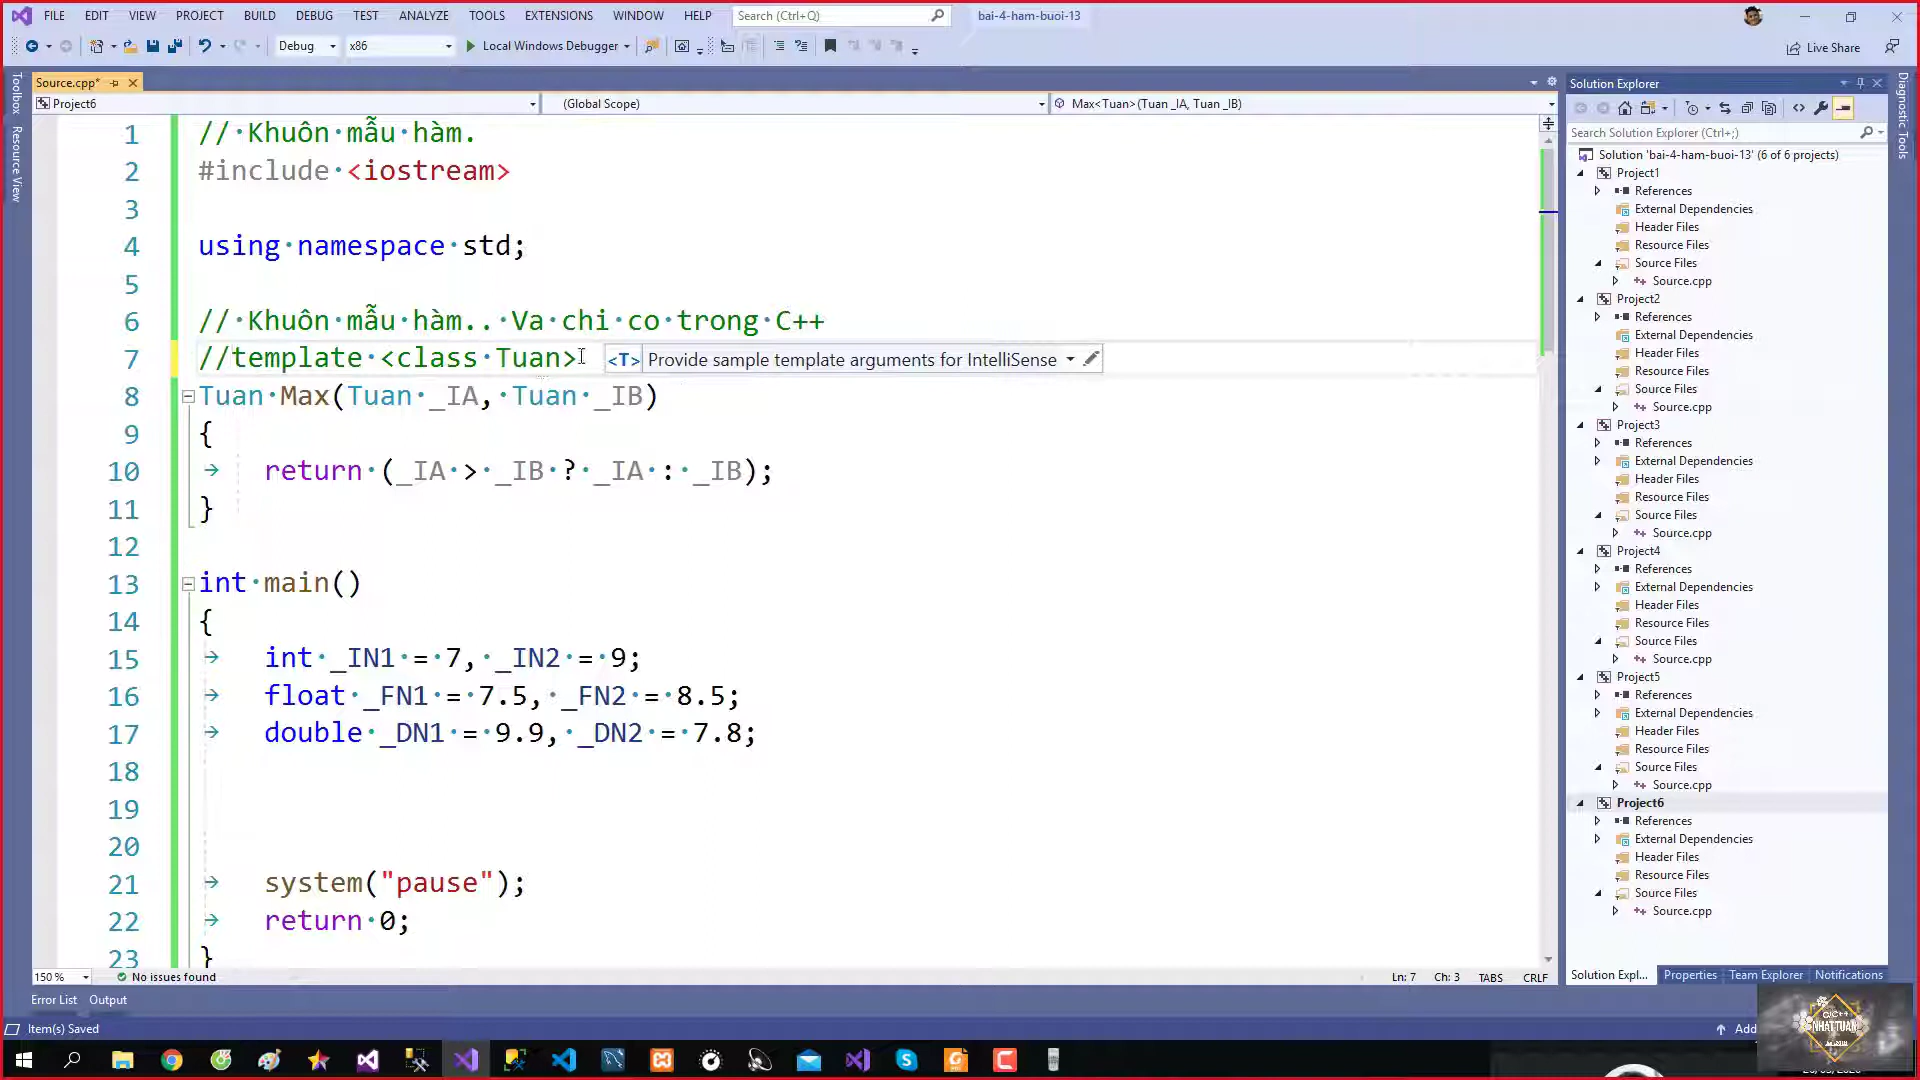 FILE EDIT VIEW PROJECT BUILD DEBUG TEST ANALYZE TOOLS EXTENSIONS WINDOW HELP Search (Ctrl+Q) bai-4-ham-buoi-13
Debug x86 Local Windows Debugger Live Share
Source.cpp*
Project6 (Global Scope) Max<Tuan>(Tuan _IA, Tuan _IB)
Toolbox
Resource View
1 // Khuôn mẫu hàm.
2 #include <iostream>
3
4 using namespace std;
5
6 // Khuôn mẫu hàm.. Va chi co trong C++
7 //template <class Tuan> <T> Provide sample template arguments for IntelliSense
8 Tuan Max(Tuan _IA, Tuan _IB)
9 {
10 return (_IA > _IB ? _IA : _IB);
11 }
12
13 int main()
14 {
15 int _IN1 = 7, _IN2 = 9;
16 float _FN1 = 7.5, _FN2 = 8.5;
17 double _DN1 = 9.9, _DN2 = 7.8;
18
19
20
21 system("pause");
22 return 0;
23 }
150 % No issues found Ln: 7 Ch: 3 TABS CRLF
Error List Output
Item(s) Saved
Solution Explorer
Search Solution Explorer (Ctrl+;)
Solution 'bai-4-ham-buoi-13' (6 of 6 projects)
Project1
References
External Dependencies
Header Files
Resource Files
Source Files
Source.cpp
Project2
References
External Dependencies
Header Files
Resource Files
Source Files
Source.cpp
Project3
References
External Dependencies
Header Files
Resource Files
Source Files
Source.cpp
Project4
References
External Dependencies
Header Files
Resource Files
Source Files
Source.cpp
Project5
References
External Dependencies
Header Files
Resource Files
Source Files
Source.cpp
Project6
References
External Dependencies
Header Files
Resource Files
Source Files
Source.cpp
Solution Expl... Properties Team Explorer Notifications
Diagnostic Tools
Add
C/C++
NHATTUAN